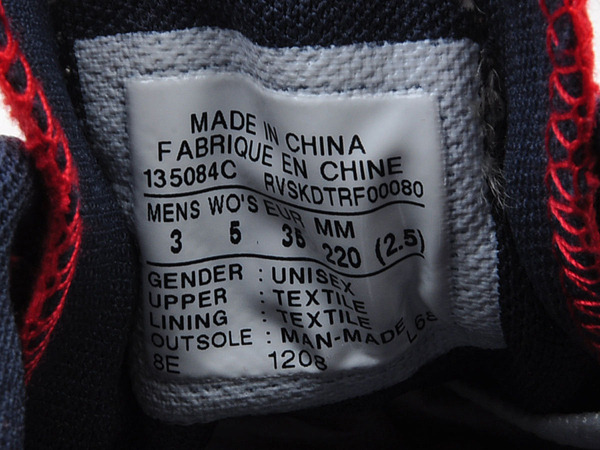 MADE IN CHINA
FABRIQUE EN CHINE
135084C RVSKDTRF00080
MENS WO'S EUR MM
3 5 35 220 (2.5)
GENDER : UNISEX
UPPER : TEXTILE
LINING : TEXTILE
OUTSOLE : MAN-MADE
8E 1208